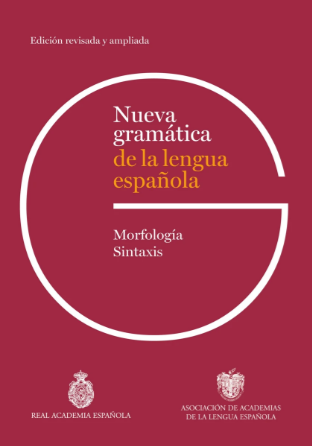 Edición revisada y ampliada
Nueva
gramática
de la lengua
española
Morfología
Sintaxis
REAL ACADEMIA ESPAÑOLA
ASOCIACIÓN DE ACADEMIAS
DE LA LENGUA ESPAÑOLA